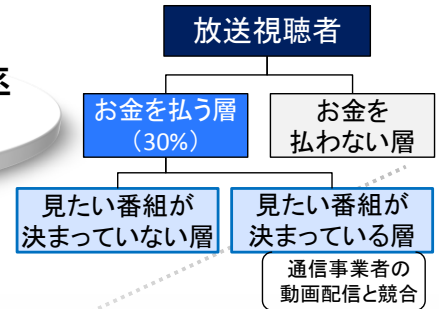 放送視聴者
お金を払う層
（30%）
お金を
払わない層
見たい番組が
決まっていない層
見たい番組が
決まっている層
通信事業者の
動画配信と競合